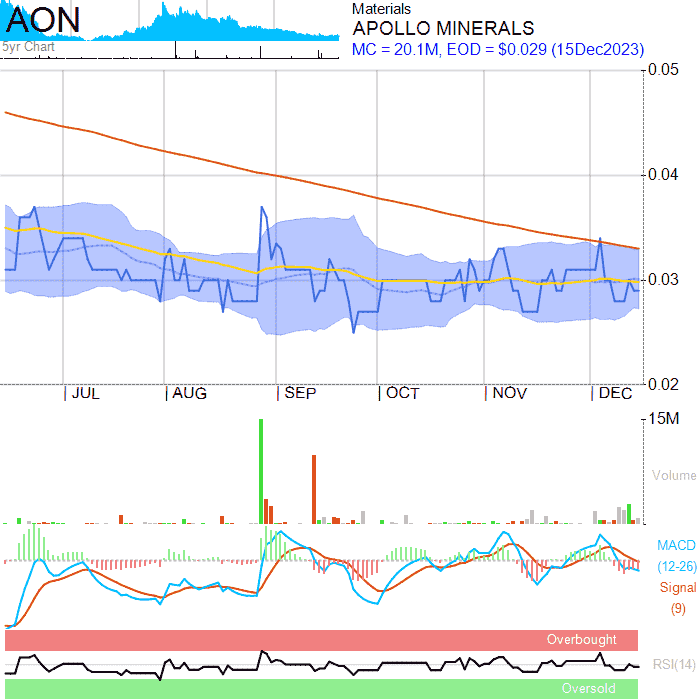 AON
5yr Chart
Materials
APOLLO MINERALS
MC = 20.1M, EOD = $0.029 (15Dec2023)
0.05
0.04
0.03
0.02
JUL AUG SEP OCT NOV DEC
15M
Volume
MACD
(12-26)
Signal
(9)
Overbought
RSI(14)
Oversold